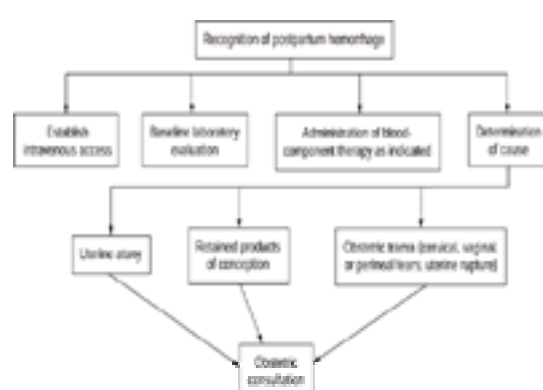 Recognition of postpartum hemorrhage
Establish
intravenous access
Baseline laboratory
evaluation
Administration of blood-
component therapy as indicated
Determination
of cause
Uterine atony
Retained products
of conception
Obstetric trauma (cervical, vaginal,
or perineal tears, uterine rupture)
Obstetric
consultation